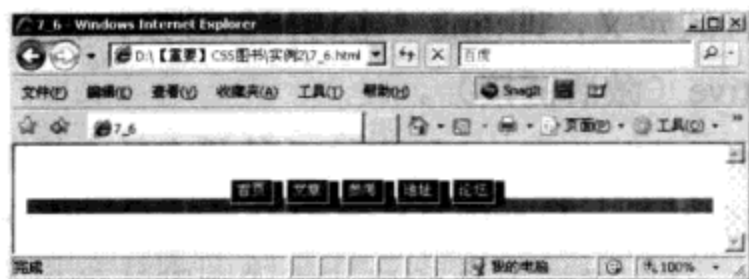 7_6 - Windows Internet Explorer
D:\【重要】CSS图书\实例2\7_6.html 百度
文件(F) 编辑(E) 查看(V) 收藏夹(A) 工具(T) 帮助(H) SnagIt
7_6 页面(P) 工具(O)
首页 文章 参考 地址 论坛
完成 我的电脑 100%